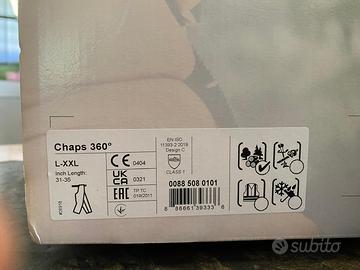 Chaps 360°
L-XXL
Inch Length:
31-35
CE 0404
UK
CA 0321
EAC TP TC
019/2011
EN ISO
11393-2:2019
Design C
CLASS 1
0088 508 0101
subito